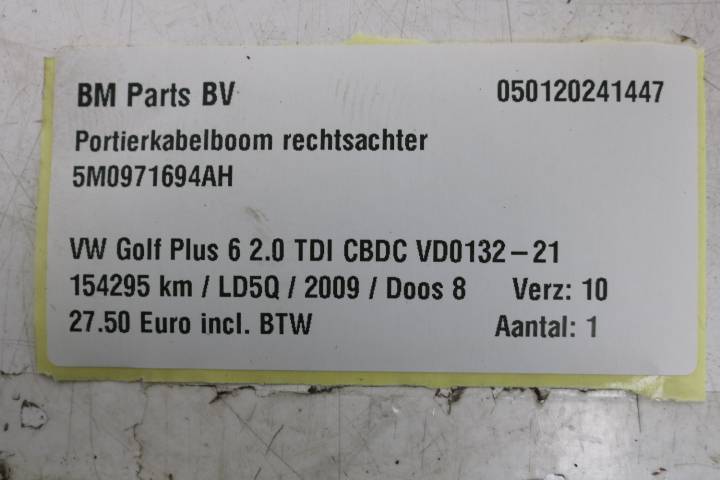 BM Parts BV 050120241447
Portierkabelboom rechtsachter
5M0971694AH
VW Golf Plus 6 2.0 TDI CBDC VD0132-21
154295 km / LD5Q / 2009 / Doos 8 Verz: 10
27.50 Euro incl. BTW Aantal: 1